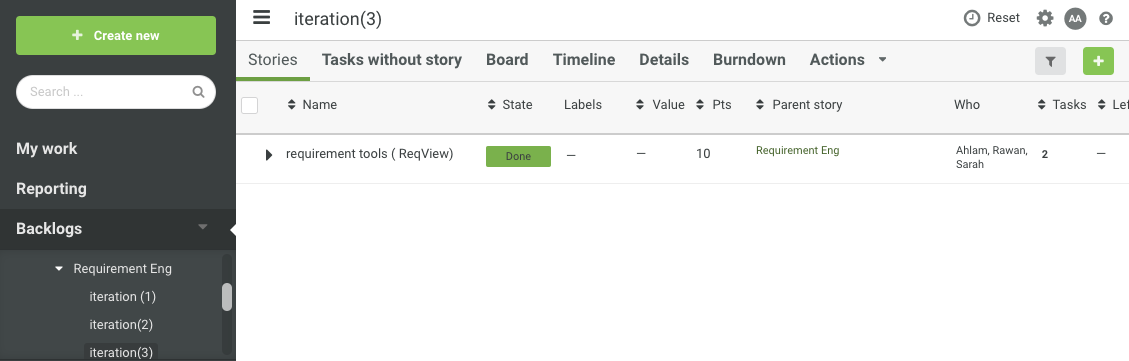 Create new
Search ...
My work
Reporting
Backlogs
Requirement Eng
iteration (1)
iteration(2)
iteration(3)
iteration(3)
Reset
AA
?
Stories Tasks without story Board Timeline Details Burndown Actions
Name State Labels Value Pts Parent story Who Tasks Lef
requirement tools ( ReqView) Done — — 10 Requirement Eng Ahlam, Rawan, 2 —
Sarah